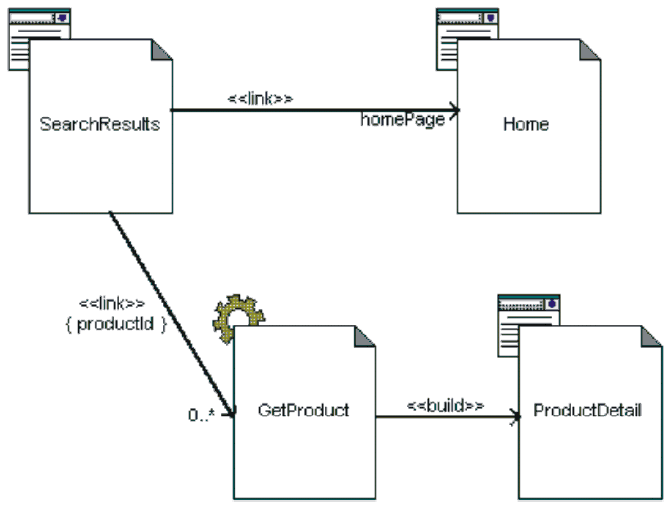 <<link>>
homePage
SearchResults
Home
<<link>>
{ productId }
0..*
GetProduct
<<build>>
ProductDetail